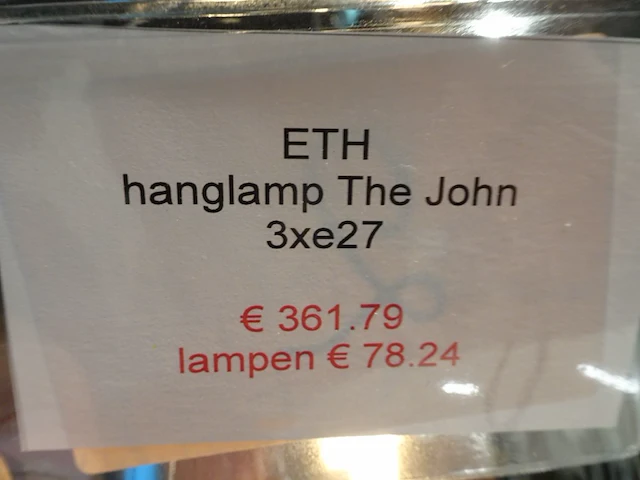 ETH
hanglamp The John
3xe27
€ 361.79
lampen € 78.24